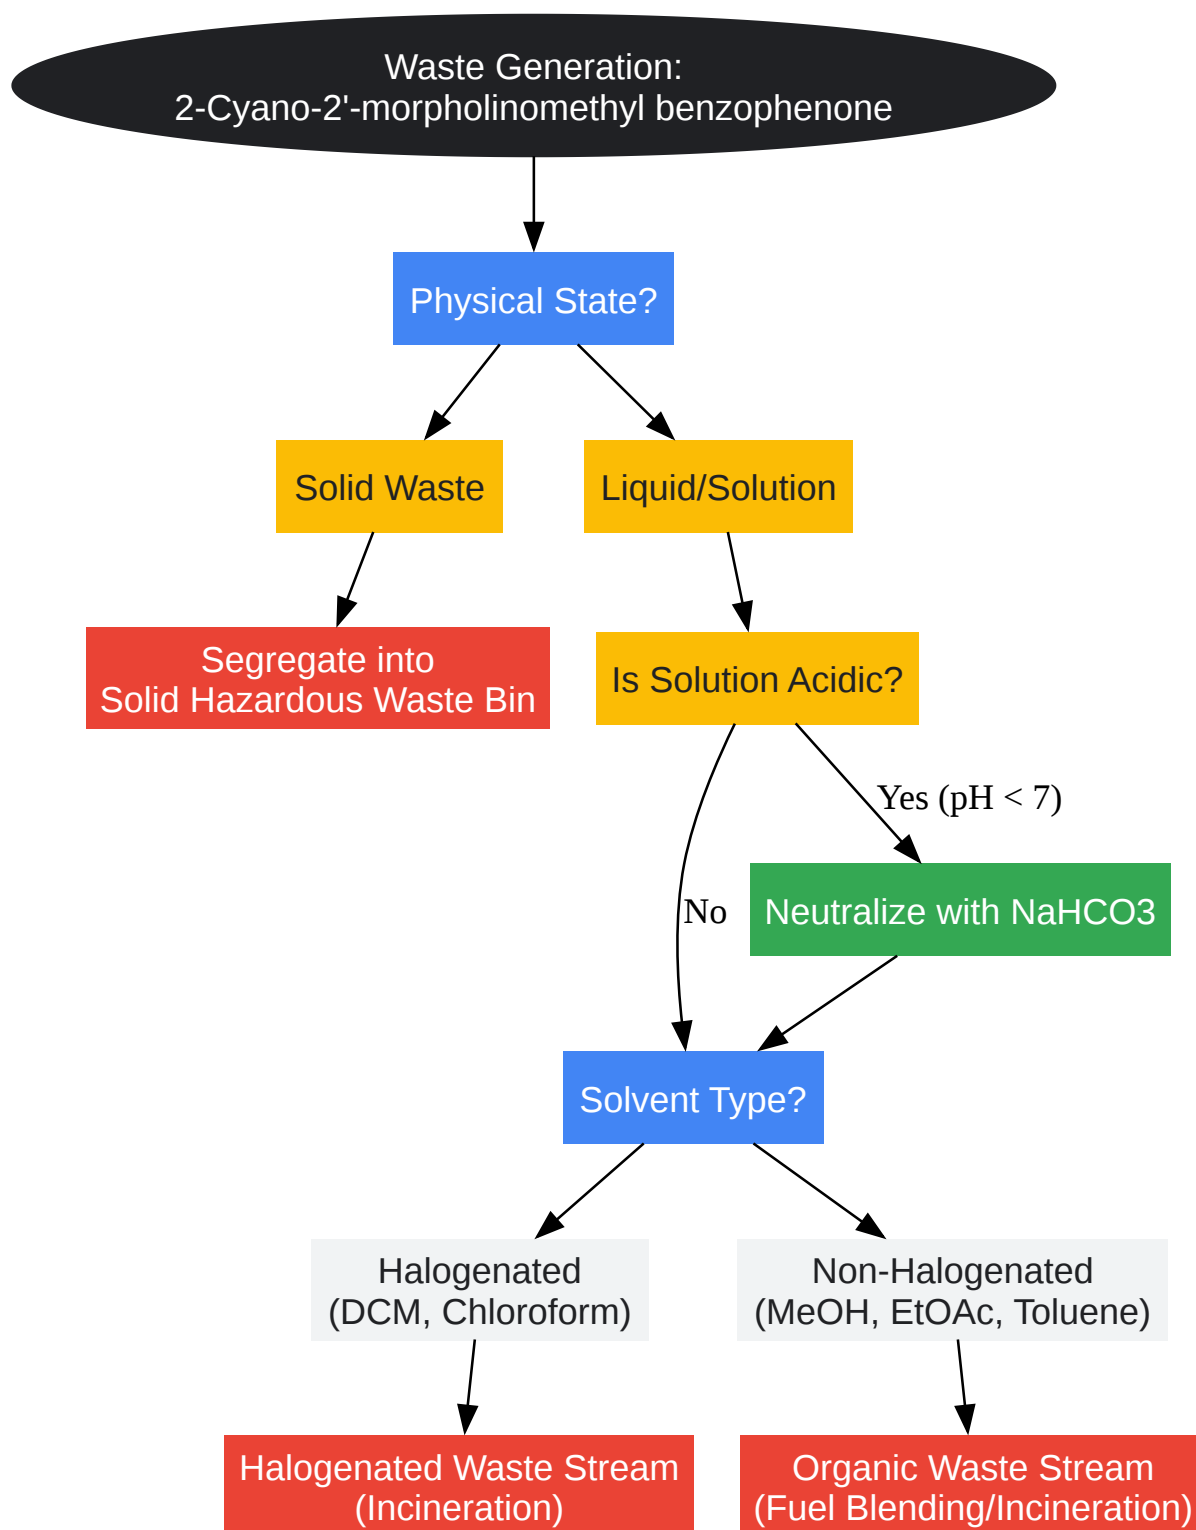 Waste Generation:
2-Cyano-2'-morpholinomethyl benzophenone
Physical State?
Solid Waste
Liquid/Solution
Segregate into
Solid Hazardous Waste Bin
Is Solution Acidic?
Yes (pH < 7)
No
Neutralize with NaHCO3
Solvent Type?
Halogenated
(DCM, Chloroform)
Non-Halogenated
(MeOH, EtOAc, Toluene)
Halogenated Waste Stream
(Incineration)
Organic Waste Stream
(Fuel Blending/Incineration)